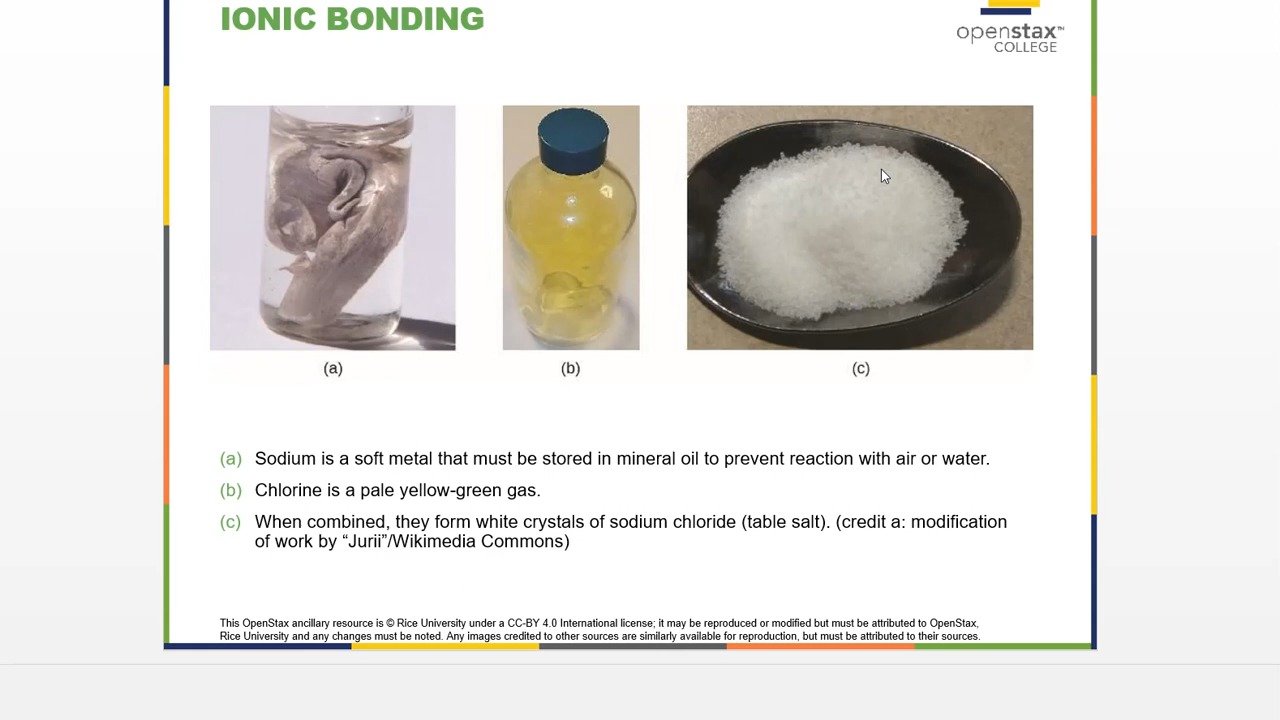 IONIC BONDING
openstax™
COLLEGE
(a)
(b)
(c)
(a) Sodium is a soft metal that must be stored in mineral oil to prevent reaction with air or water.
(b) Chlorine is a pale yellow-green gas.
(c) When combined, they form white crystals of sodium chloride (table salt). (credit a: modification
of work by “Jurii”/Wikimedia Commons)
This OpenStax ancillary resource is © Rice University under a CC-BY 4.0 International license; it may be reproduced or modified but must be attributed to OpenStax,
Rice University and any changes must be noted. Any images credited to other sources are similarly available for reproduction, but must be attributed to their sources.